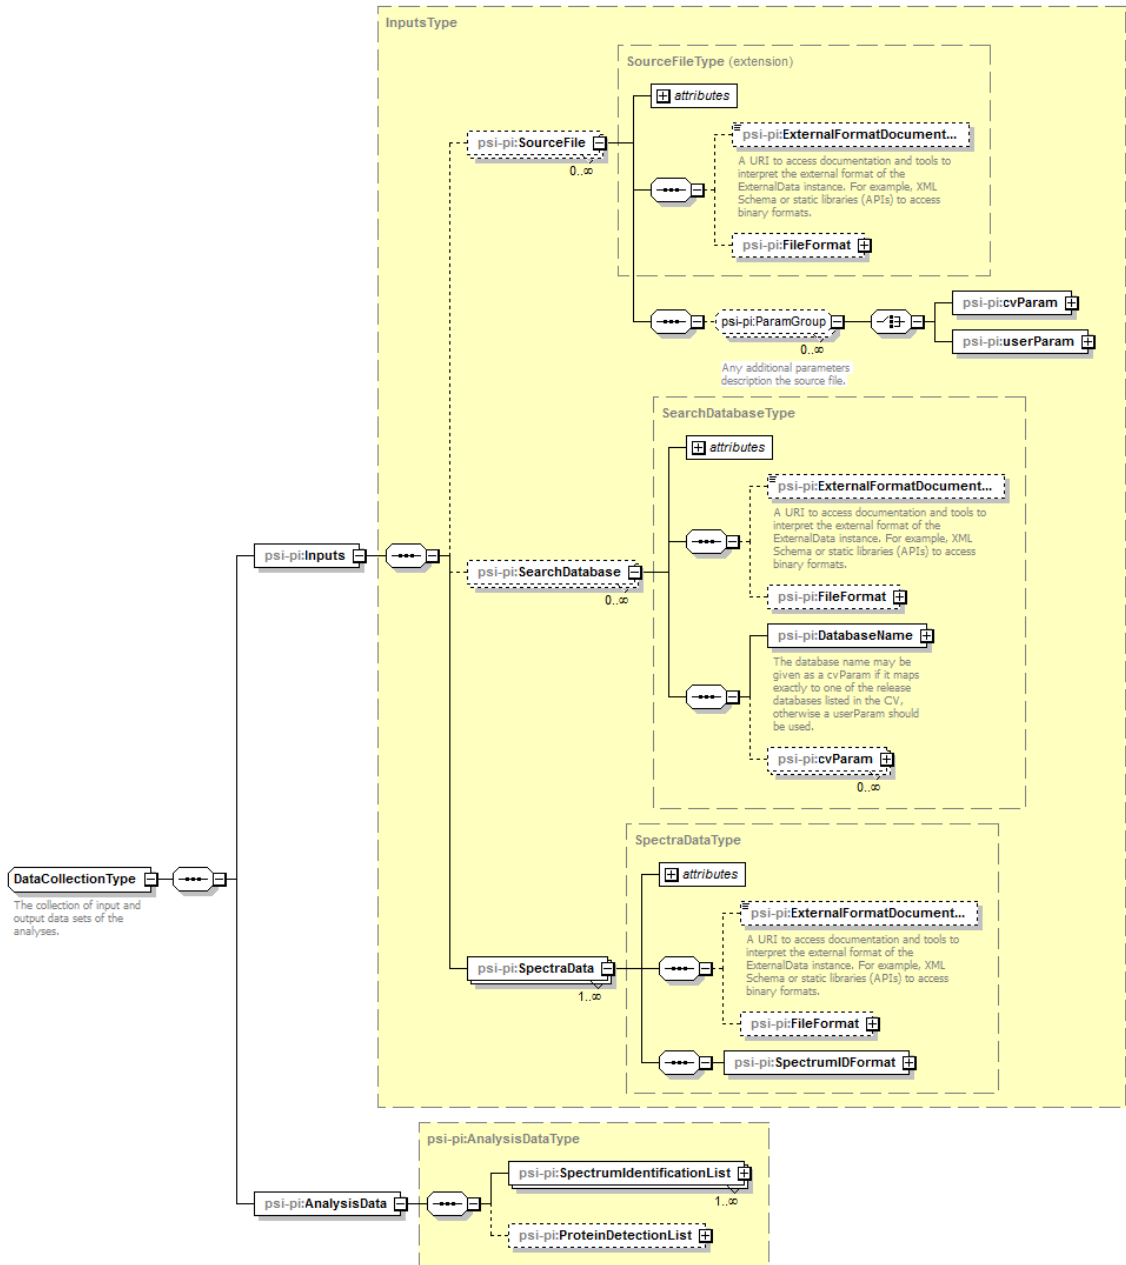 InputsType
SourceFileType (extension)
attributes
psi-pi:ExternalFormatDocument...
psi-pi:SourceFile
A URI to access documentation and tools to
interpret the external format of the
ExternalData instance. For example, XML
Schema or static libraries (APIs) to access
binary formats.
0..∞
psi-pi:FileFormat
psi-pi:cvParam
psi-pi:ParamGroup
psi-pi:userParam
0..∞
Any additional parameters
description the source file.
SearchDatabaseType
attributes
psi-pi:ExternalFormatDocument...
A URI to access documentation and tools to
interpret the external format of the
ExternalData instance. For example, XML
Schema or static libraries (APIs) to access
binary formats.
psi-pi:Inputs
psi-pi:SearchDatabase
0..∞
psi-pi:FileFormat
psi-pi:DatabaseName
The database name may be
given as a cvParam if it maps
exactly to one of the release
databases listed in the CV,
otherwise a userParam should
be used.
psi-pi:cvParam
0..∞
SpectraDataType
attributes
DataCollectionType
The collection of input and
output data sets of the
analyses.
psi-pi:ExternalFormatDocument...
A URI to access documentation and tools to
interpret the external format of the
ExternalData instance. For example, XML
Schema or static libraries (APIs) to access
binary formats.
psi-pi:SpectraData
1..∞
psi-pi:FileFormat
psi-pi:SpectrumIDFormat
psi-pi:AnalysisDataType
psi-pi:SpectrumIdentificationList
1..∞
psi-pi:AnalysisData
psi-pi:ProteinDetectionList